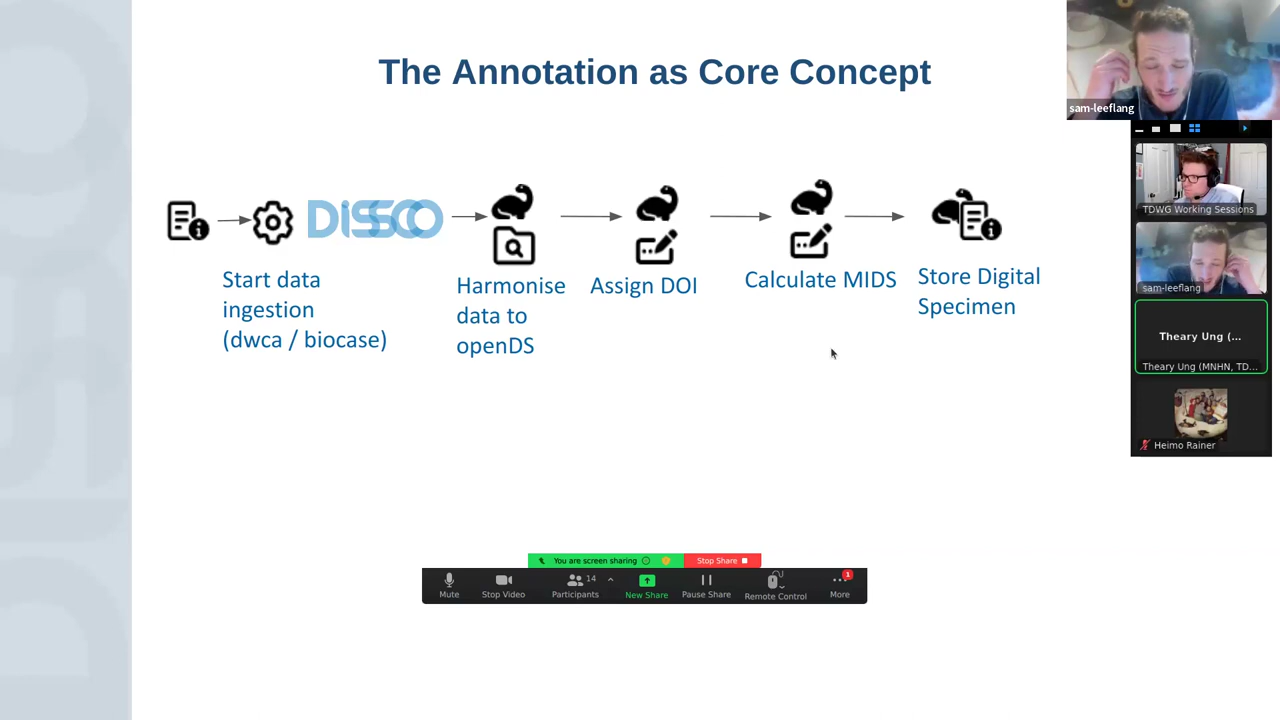 The Annotation as Core Concept
sam-leeflang
TDWG Working Sessions
DISSCO
Start data
ingestion
(dwca / biocase)
Harmonise
data to
openDS
Assign DOI
Calculate MIDS
Store Digital
Specimen
sam-leeflang
Theary Ung (...
Theary Ung (MNHN, TD...
Heimo Rainer
You are screen sharing
Stop Share
Mute
Stop Video
Participants
14
New Share
Pause Share
Remote Control
More
1